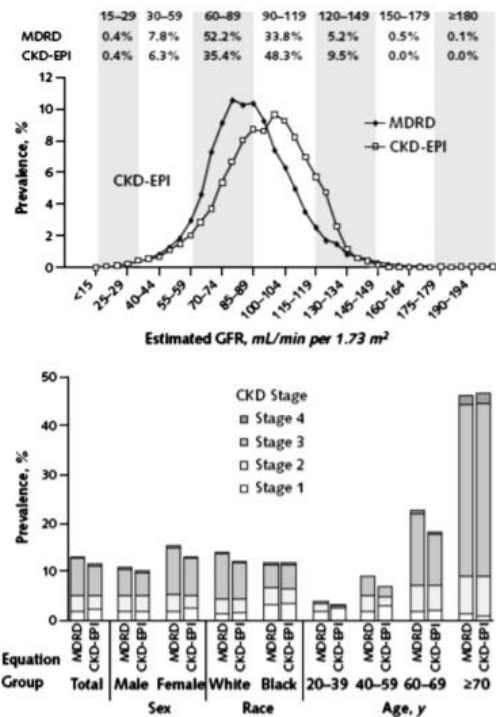 15–29 30–59 60–89 90–119 120–149 150–179 ≥180
MDRD 0.4% 7.8% 52.2% 33.8% 5.2% 0.5% 0.1%
CKD-EPI 0.4% 6.3% 35.4% 48.3% 9.5% 0.0% 0.0%
12
10
8
6
4
2
0
Prevalence, %
MDRD
CKD-EPI
CKD-EPI
<15 25–29 40–44 55–59 70–74 85–89 100–104 115–119 130–134 145–149 160–164 175–179 190–194
Estimated GFR, mL/min per 1.73 m²
50
40
30
20
10
0
Prevalence, %
CKD Stage
Stage 4
Stage 3
Stage 2
Stage 1
Equation MDRD CKD-EPI MDRD CKD-EPI MDRD CKD-EPI MDRD CKD-EPI MDRD CKD-EPI MDRD CKD-EPI MDRD CKD-EPI MDRD CKD-EPI MDRD CKD-EPI
Group Total Male Female White Black 20–39 40–59 60–69 ≥70
Sex Race Age, y